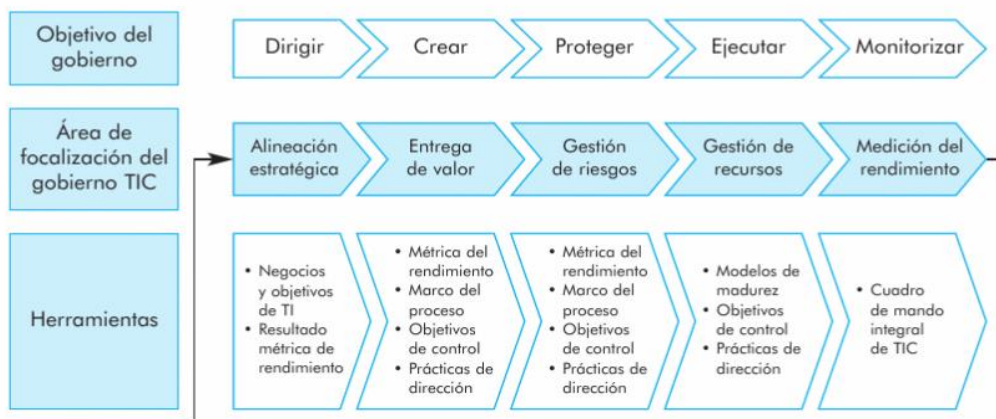 Objetivo del
gobierno
Dirigir
Crear
Proteger
Ejecutar
Monitorizar
Área de
focalización del
gobierno TIC
Alineación
estratégica
Entrega
de valor
Gestión
de riesgos
Gestión de
recursos
Medición del
rendimiento
Herramientas
• Negocios
y objetivos
de TI
• Resultado
métrica de
rendimiento
• Métrica del
rendimiento
• Marco del
proceso
• Objetivos
de control
• Prácticas de
dirección
• Métrica del
rendimiento
• Marco del
proceso
• Objetivos
de control
• Prácticas de
dirección
• Modelos de
madurez
• Objetivos
de control
• Prácticas de
dirección
• Cuadro
de mando
integral
de TIC